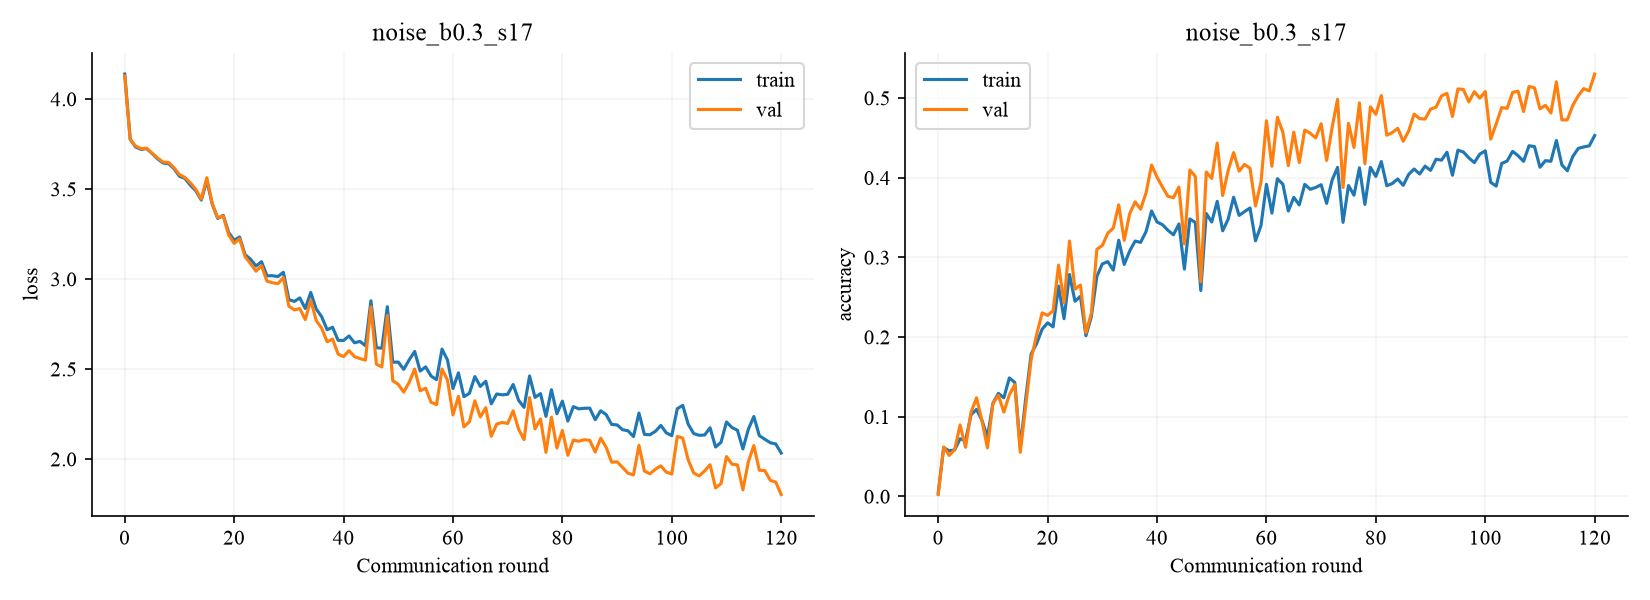 noise_b0.3_s17
train
val
4.0
3.5
3.0
2.5
2.0
loss
0 20 40 60 80 100 120
Communication round
noise_b0.3_s17
train
val
0.5
0.4
0.3
0.2
0.1
0.0
accuracy
0 20 40 60 80 100 120
Communication round